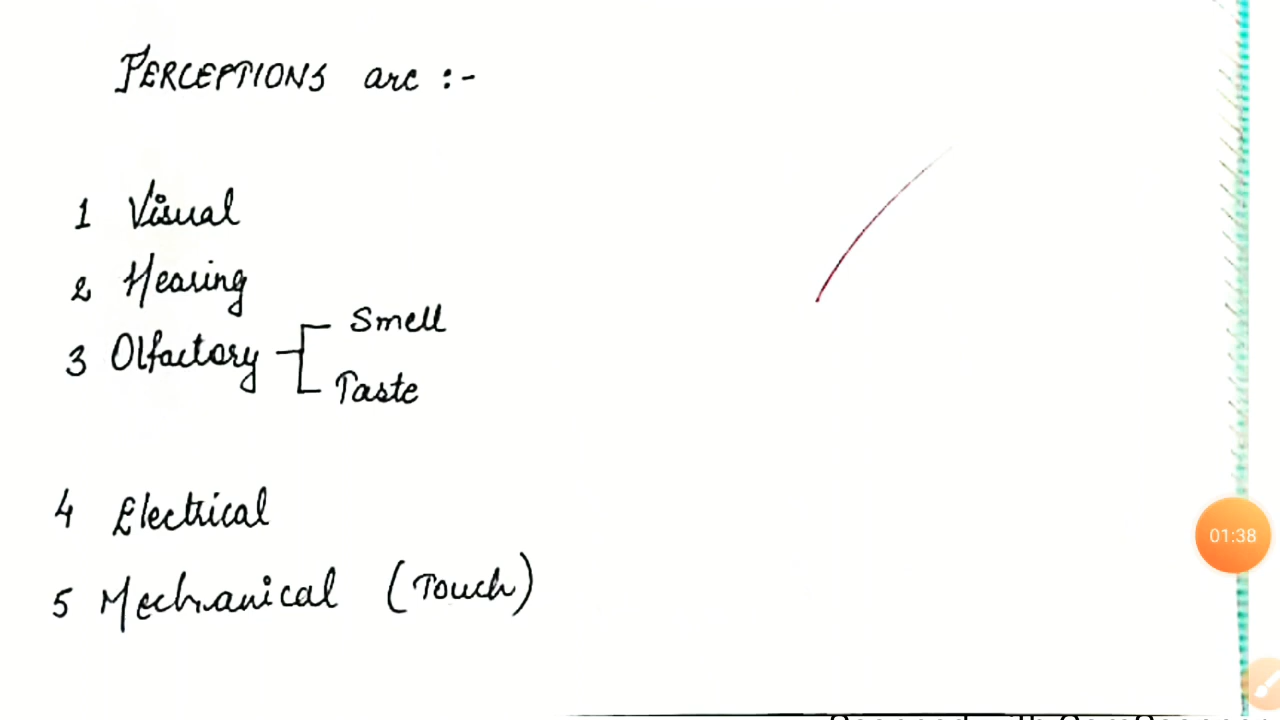 PERCEPTIONS are :-
1 Visual
2 Hearing
3 Olfactory
Smell
Taste
4 Electrical
5 Mechanical (Touch)
01:38